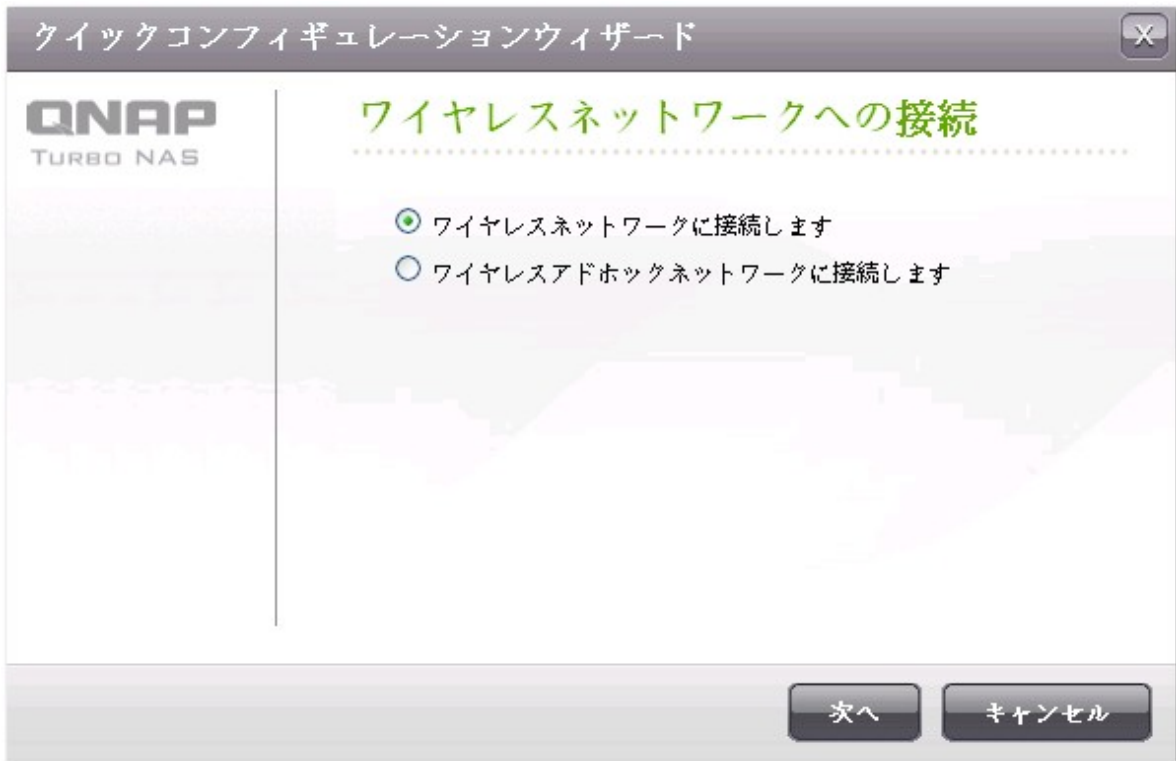 クイックコンフィギュレーションウィザード
X
QNAP
TURBO NAS
ワイヤレスネットワークへの接続
ワイヤレスネットワークに接続します
ワイヤレスアドホックネットワークに接続します
次へ
キャンセル